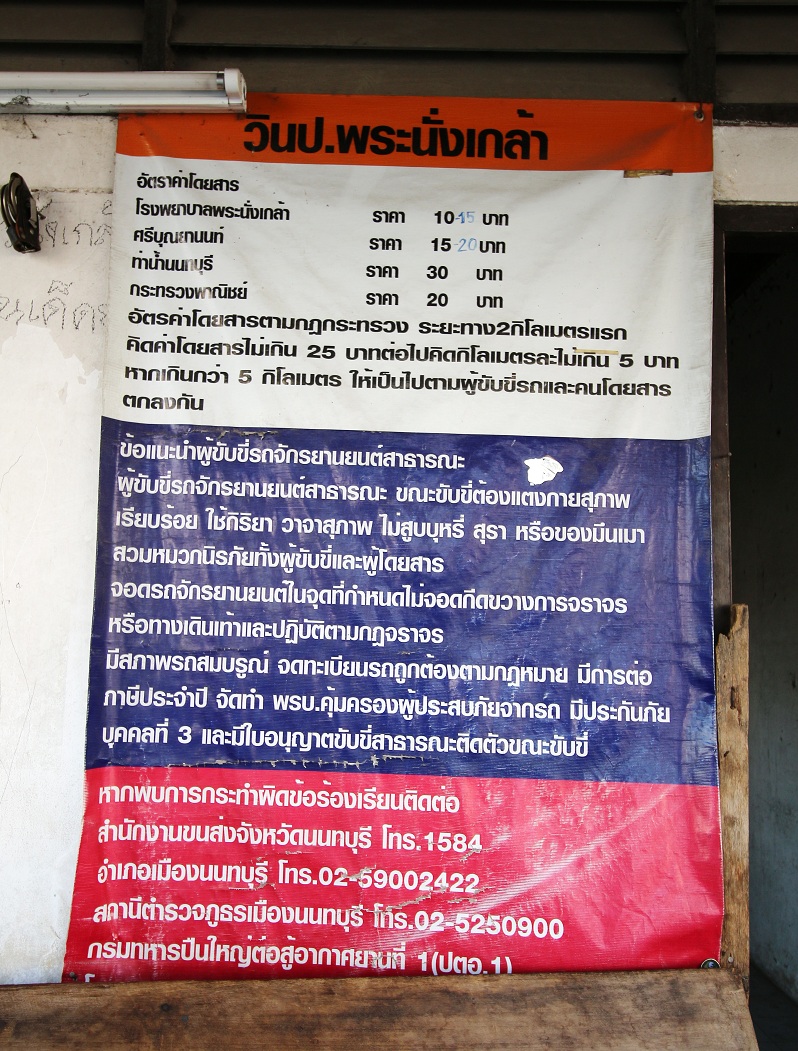 วินป.พระนั่งเกล้า
อัตราค่าโดยสาร
โรงพยาบาลพระนั่งเกล้า ราคา 10-15 บาท
ศรีบุณยานนท์ ราคา 15-20 บาท
ท่าน้ำนนทบุรี ราคา 30 บาท
กระทรวงพาณิชย์ ราคา 20 บาท
อัตรค่าโดยสารตามกฎกระทรวง ระยะทาง2กิโลเมตรแรก
คิดค่าโดยสารไม่เกิน 25 บาทต่อไปคิดกิโลเมตรละไม่เกิน 5 บาท
หากเกินกว่า 5 กิโลเมตร ให้เป็นไปตามผู้ขับขี่รถและคนโดยสาร
ตกลงกัน
ข้อแนะนำผู้ขับขี่รถจักรยานยนต์สาธารณะ
ผู้ขับขี่รถจักรยานยนต์สาธารณะ ขณะขับขี่ต้องแต่งกายสุภาพ
เรียบร้อย ใช้กิริยา วาจาสุภาพ ไม่สูบบุหรี่ สุรา หรือของมึนเมา
สวมหมวกนิรภัยทั้งผู้ขับขี่และผู้โดยสาร
จอดรถจักรยานยนต์ในจุดที่กำหนดไม่จอดกีดขวางการจราจร
หรือทางเดินเท้าและปฏิบัติตามกฎจราจร
มีสภาพรถสมบรูณ์ จดทะเบียนรถถูกต้องตามกฎหมาย มีการต่อ
ภาษีประจำปี จัดทำ พรบ.คุ้มครองผู้ประสบภัยจากรถ มีประกันภัย
บุคคลที่ 3 และมีใบอนุญาตขับขี่สาธารณะติดตัวขณะขับขี่
หากพบการกระทำผิดข้อร้องเรียนติดต่อ
สำนักงานขนส่งจังหวัดนนทบุรี โทร.1584
อำเภอเมืองนนทบุรี โทร.02-59002422
สถานีตำรวจภูธรเมืองนนทบุรี โทร.02-5250900
กรมทหารปืนใหญ่ต่อสู้อากาศยานที่ 1(ปตอ.1)